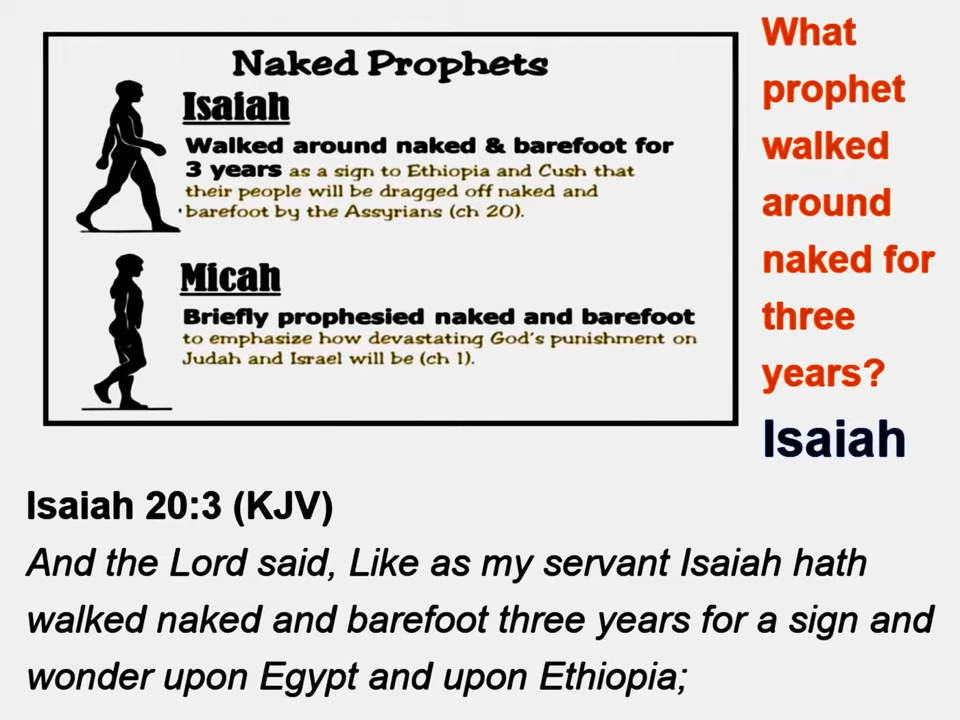 Naked Prophets
Isaiah
Walked around naked & barefoot for
3 years as a sign to Ethiopia and Cush that
their people will be dragged off naked and
barefoot by the Assyrians (ch 20).
Micah
Briefly prophesied naked and barefoot
to emphasize how devastating God's punishment on
Judah and Israel will be (ch 1).
What
prophet
walked
around
naked for
three
years?
Isaiah
Isaiah 20:3 (KJV)
And the Lord said, Like as my servant Isaiah hath
walked naked and barefoot three years for a sign and
wonder upon Egypt and upon Ethiopia;